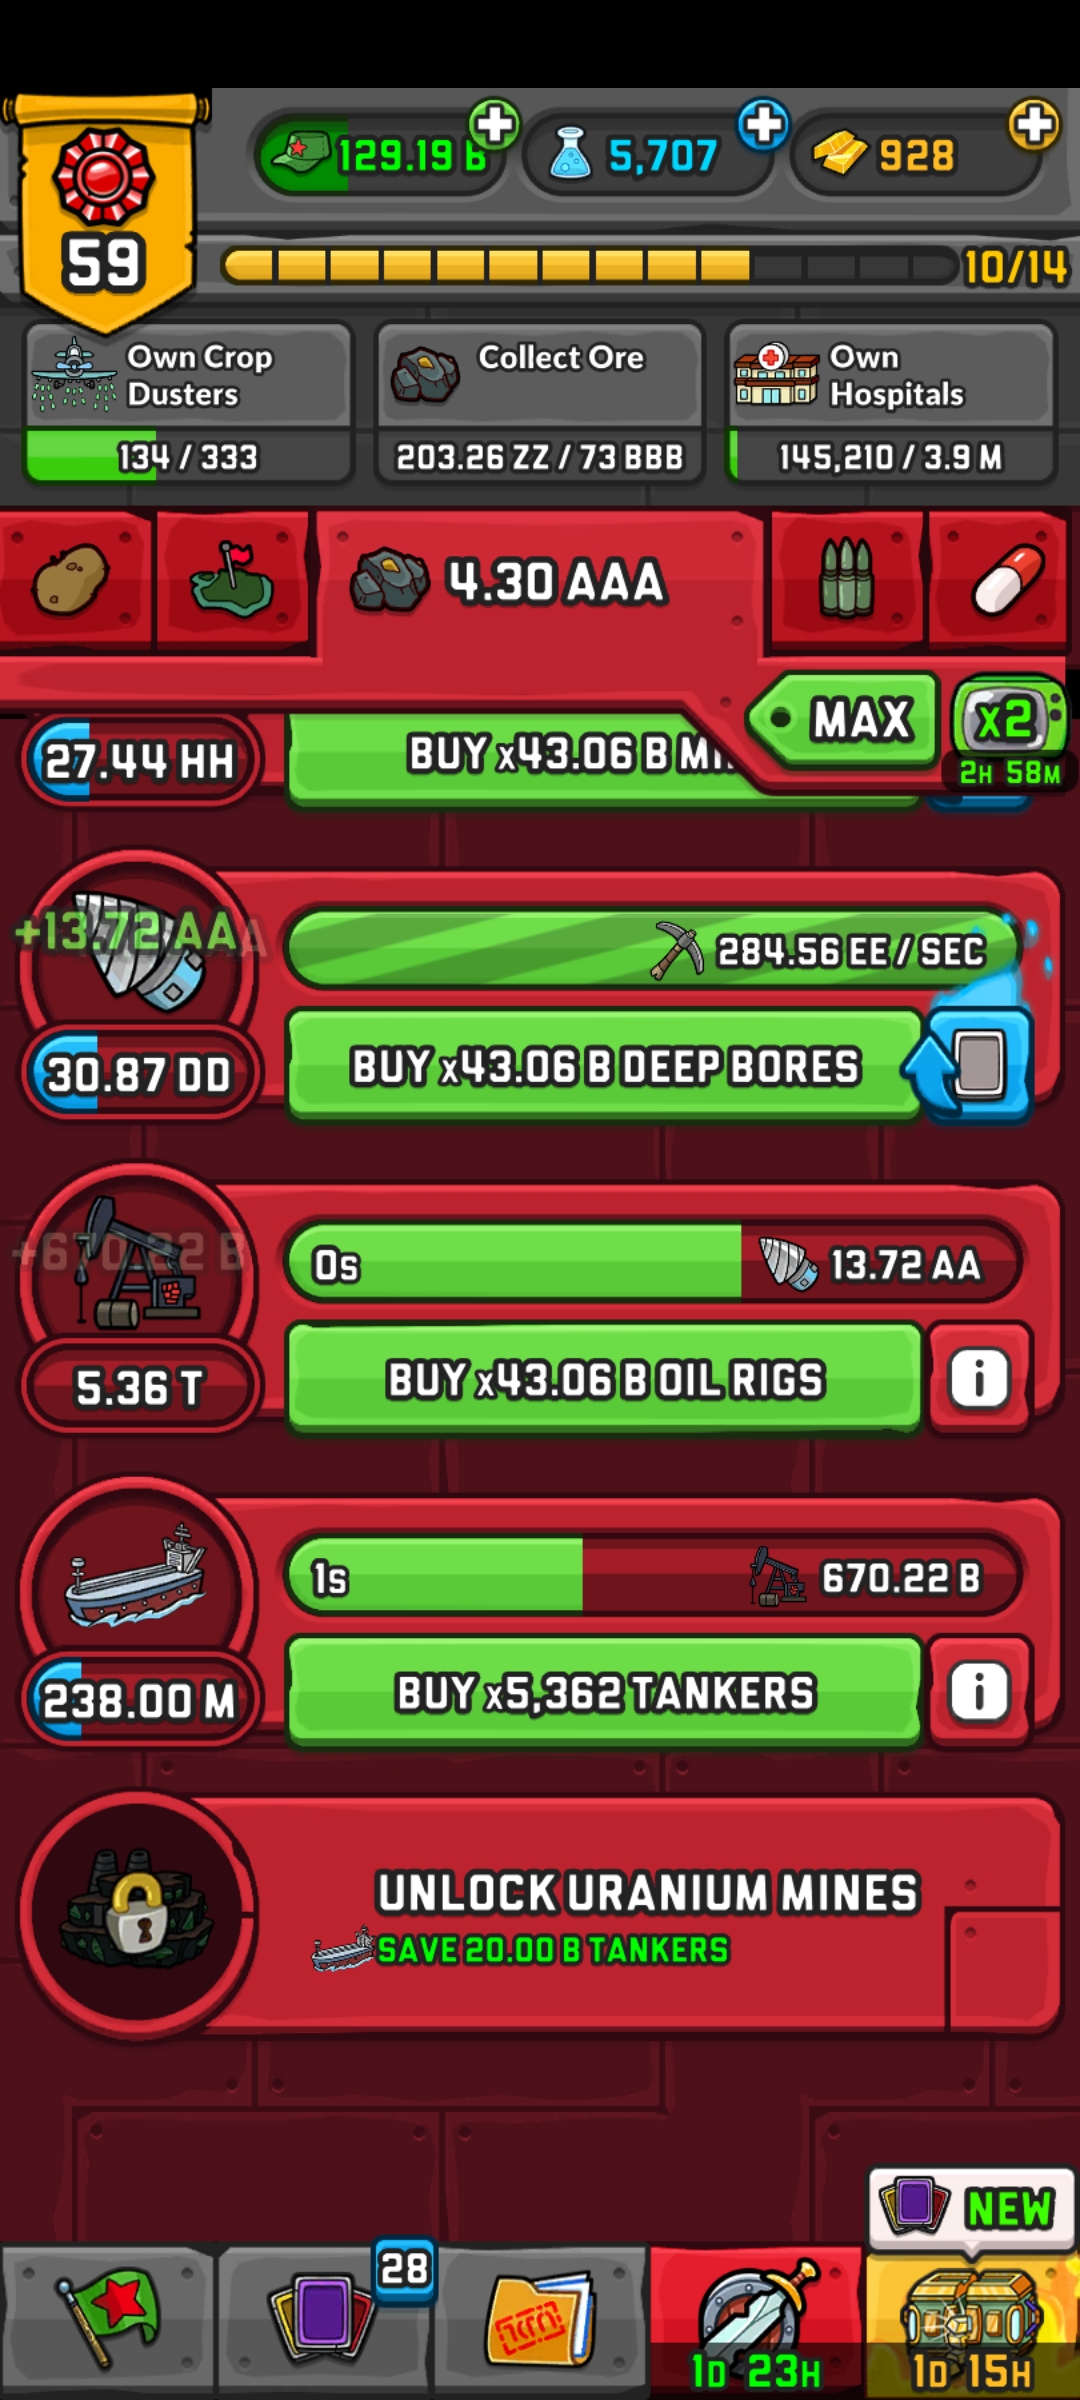 129.19 B
5,707
928
59
10/14
Own Crop
Dusters
134 / 333
Collect Ore
203.26 ZZ / 73 BBB
Own
Hospitals
145,210 / 3.9 M
4.30 AAA
MAX
x2
2H 58M
27.44 HH
BUY x43.06 B
+13.72 AA
284.56 EE / SEC
30.87 DD
BUY x43.06 B DEEP BORES
+670.22 B
0s
13.72 AA
5.36 T
BUY x43.06 B OIL RIGS
i
1s
670.22 B
238.00 M
BUY x5,362 TANKERS
i
UNLOCK URANIUM MINES
SAVE 20.00 B TANKERS
NEW
28
1D 23H
1D 15H